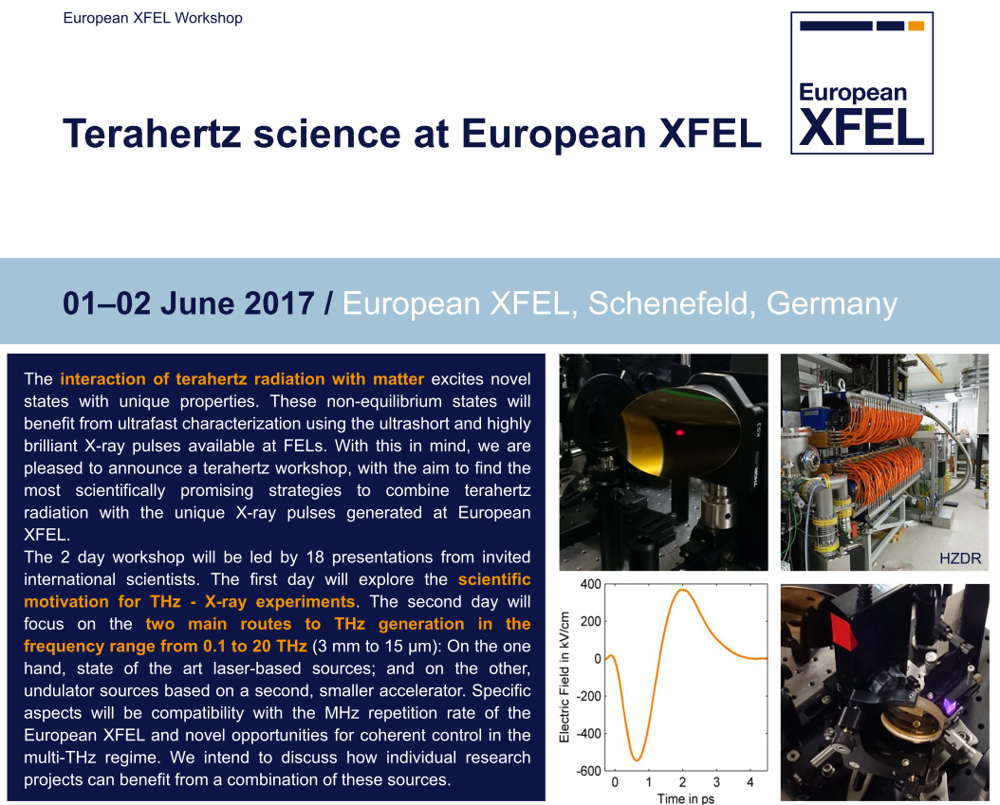 European XFEL Workshop
European
XFEL
Terahertz science at European XFEL
01–02 June 2017 / European XFEL, Schenefeld, Germany
The interaction of terahertz radiation with matter excites novel
states with unique properties. These non-equilibrium states will
benefit from ultrafast characterization using the ultrashort and highly
brilliant X-ray pulses available at FELs. With this in mind, we are
pleased to announce a terahertz workshop, with the aim to find the
most scientifically promising strategies to combine terahertz
radiation with the unique X-ray pulses generated at European
XFEL.
The 2 day workshop will be led by 18 presentations from invited
international scientists. The first day will explore the scientific
motivation for THz - X-ray experiments. The second day will
focus on the two main routes to THz generation in the
frequency range from 0.1 to 20 THz (3 mm to 15 μm): On the one
hand, state of the art laser-based sources; and on the other,
undulator sources based on a second, smaller accelerator. Specific
aspects will be compatibility with the MHz repetition rate of the
European XFEL and novel opportunities for coherent control in the
multi-THz regime. We intend to discuss how individual research
projects can benefit from a combination of these sources.
KS3
HZDR
Electric Field in kV/cm
400
200
0
-200
-400
-600
0 1 2 3 4
Time in ps